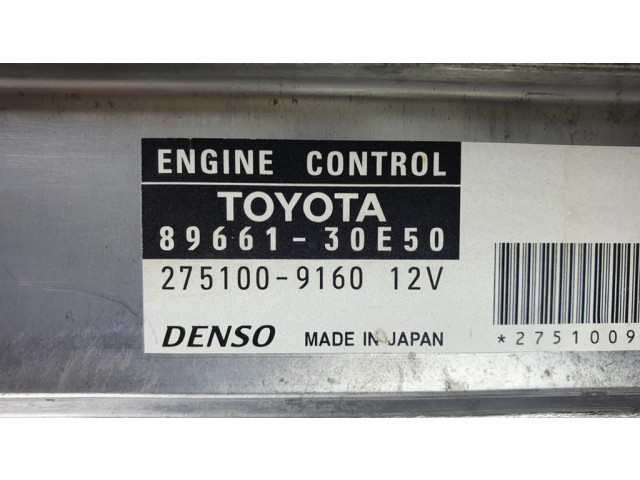 ENGINE CONTROL
TOYOTA
89661-30E50
275100-9160 12V
DENSO MADE IN JAPAN
*2751009